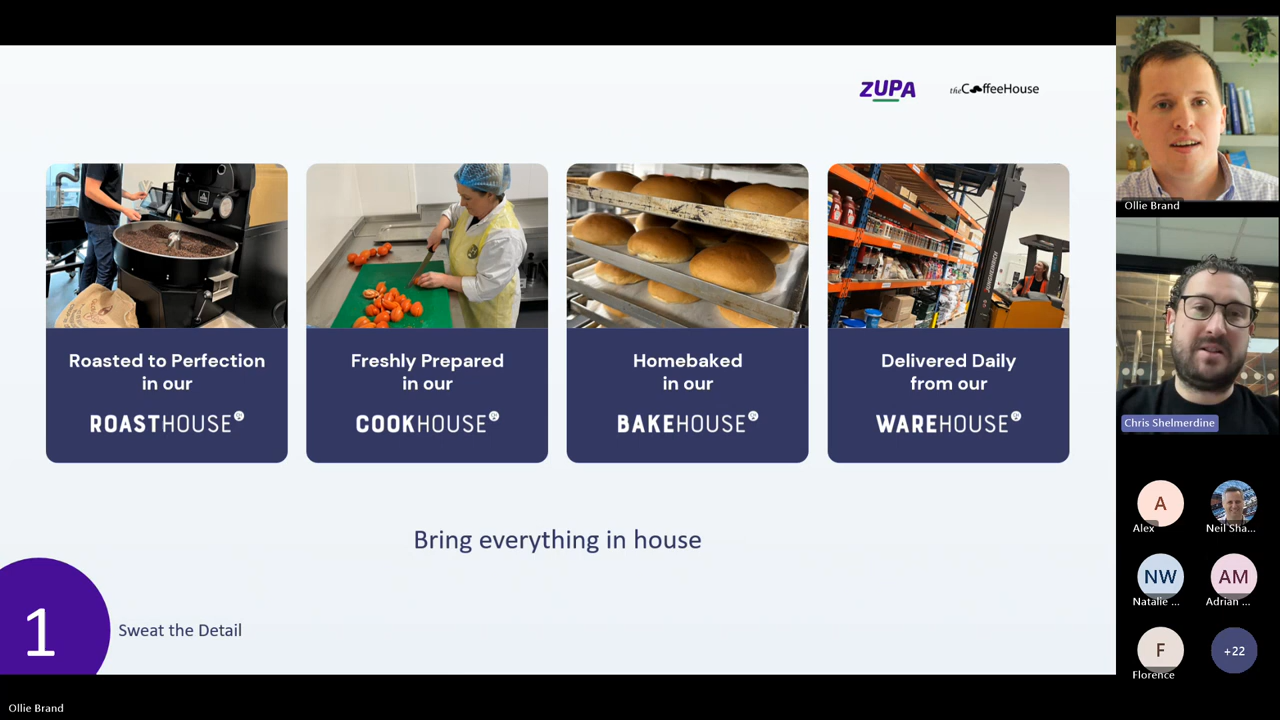 ZUPA
theCoffeeHouse
Roasted to Perfection
in our
ROASTHOUSE
Freshly Prepared
in our
COOKHOUSE
Homebaked
in our
BAKEHOUSE
Delivered Daily
from our
WAREHOUSE
Bring everything in house
1
Sweat the Detail
Ollie Brand
Ollie Brand
Chris Shelmerdine
A
Alex
Neil Sha...
NW
Natalie ...
AM
Adrian ...
F
Florence
+22